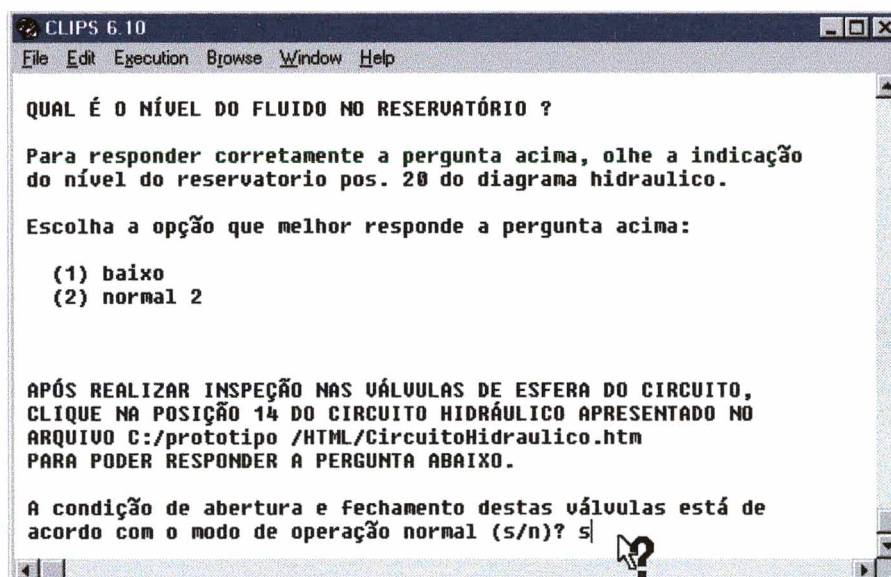 CLIPS 6.10
File Edit Execution Browse Window Help
QUAL É O NÍVEL DO FLUIDO NO RESERVATÓRIO ?
Para responder corretamente a pergunta acima, olhe a indicação
do nível do reservatorio pos. 20 do diagrama hidraulico.
Escolha a opção que melhor responde a pergunta acima:
(1) baixo
(2) normal 2
APÓS REALIZAR INSPEÇÃO NAS VÁLVULAS DE ESFERA DO CIRCUITO,
CLIQUE NA POSIÇÃO 14 DO CIRCUITO HIDRÁULICO APRESENTADO NO
ARQUIVO C:/prototipo /HTML/CircuitoHidraulico.htm
PARA PODER RESPONDER A PERGUNTA ABAIXO.
A condição de abertura e fechamento destas válvulas está de
acordo com o modo de operação normal (s/n)? s